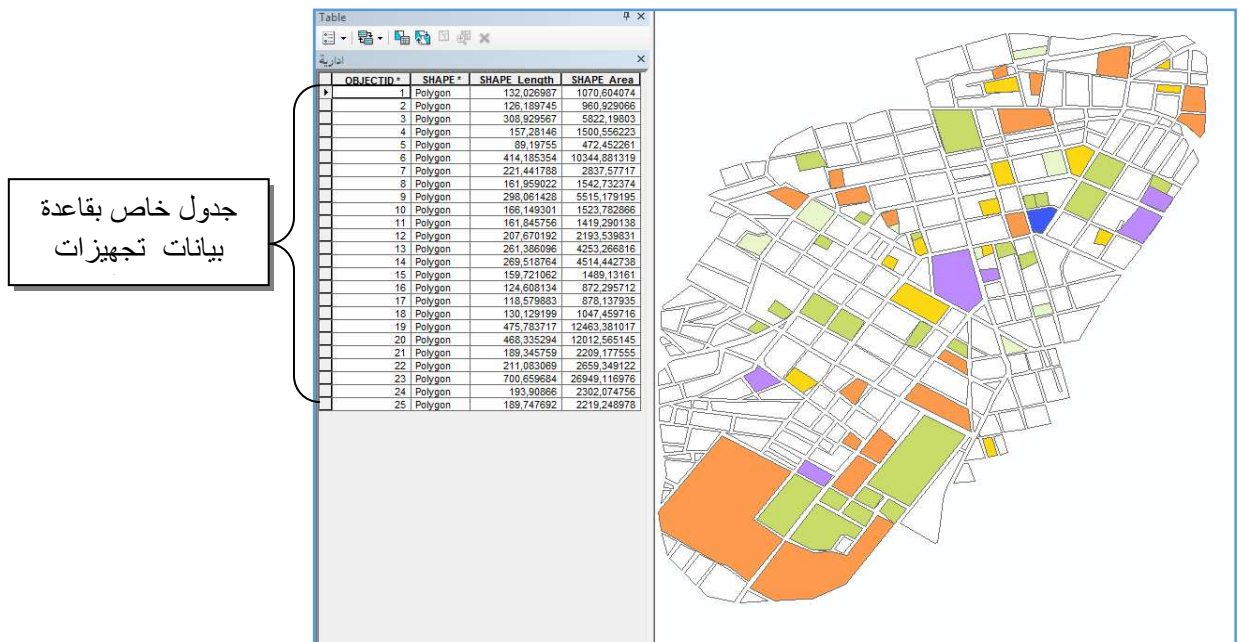 Table
ادارية
OBJECTID * SHAPE * SHAPE_Length SHAPE_Area
1 Polygon 132,026987 1070,604074
2 Polygon 126,189745 960,929066
3 Polygon 308,929567 5822,19803
4 Polygon 157,28146 1500,556223
5 Polygon 89,19755 472,452261
6 Polygon 414,185354 10344,881319
7 Polygon 221,441788 2837,57717
8 Polygon 161,959022 1542,732374
9 Polygon 298,061428 5515,179195
10 Polygon 166,149301 1523,782866
11 Polygon 161,845756 1419,290138
12 Polygon 207,670192 2193,539831
13 Polygon 261,386096 4253,266816
14 Polygon 269,518764 4514,442738
15 Polygon 159,721062 1489,13161
16 Polygon 124,608134 872,295712
17 Polygon 118,579883 878,137935
18 Polygon 130,129199 1047,459716
19 Polygon 475,783717 12463,381017
20 Polygon 468,335294 12012,565145
21 Polygon 189,345759 2209,177555
22 Polygon 211,083069 2659,349122
23 Polygon 700,659684 26949,116976
24 Polygon 193,90866 2302,074756
25 Polygon 189,747692 2219,248978
جدول خاص بقاعدة
بيانات تجهيزات